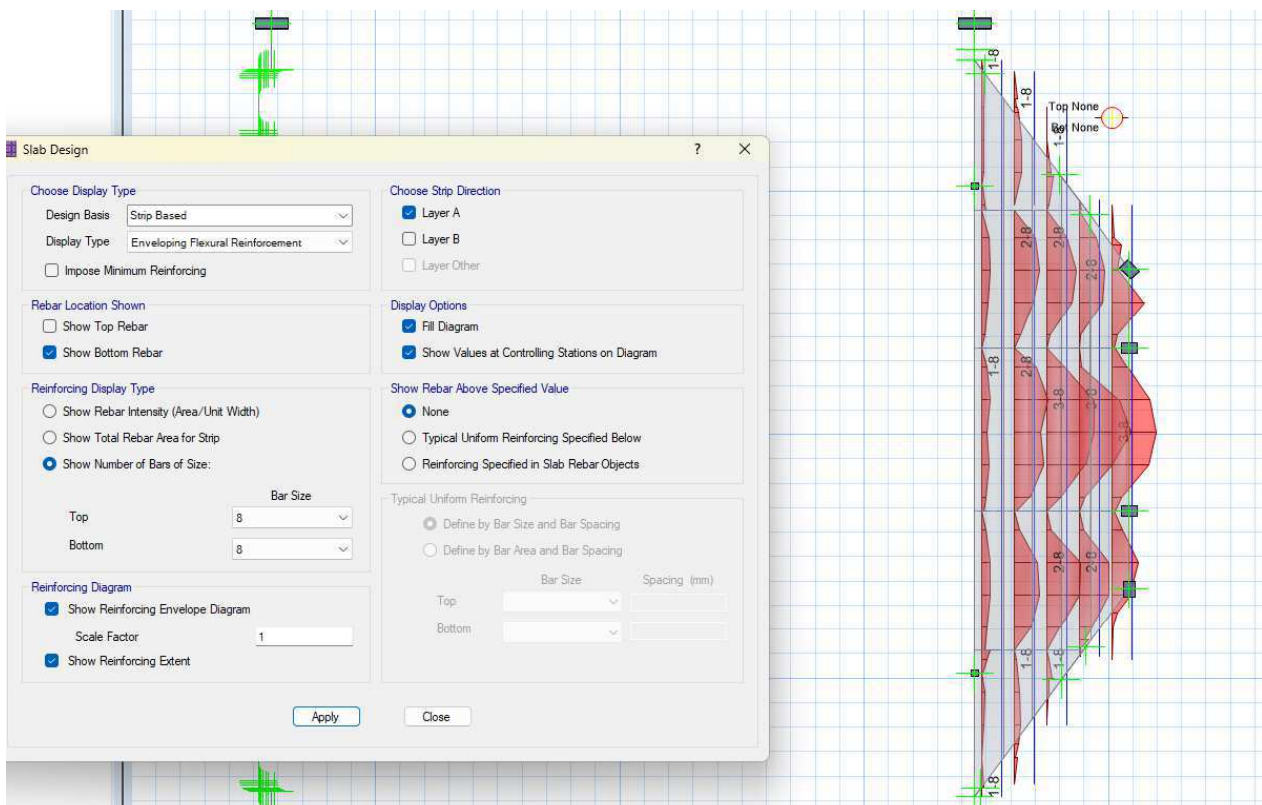 Slab Design
?
Choose Display Type
Design Basis
Strip Based
Display Type
Enveloping Flexural Reinforcement
Impose Minimum Reinforcing
Rebar Location Shown
Show Top Rebar
Show Bottom Rebar
Reinforcing Display Type
Show Rebar Intensity (Area/Unit Width)
Show Total Rebar Area for Strip
Show Number of Bars of Size:
Bar Size
Top
8
Bottom
8
Reinforcing Diagram
Show Reinforcing Envelope Diagram
Scale Factor
1
Show Reinforcing Extent
Choose Strip Direction
Layer A
Layer B
Layer Other
Display Options
Fill Diagram
Show Values at Controlling Stations on Diagram
Show Rebar Above Specified Value
None
Typical Uniform Reinforcing Specified Below
Reinforcing Specified in Slab Rebar Objects
Typical Uniform Reinforcing
Define by Bar Size and Bar Spacing
Define by Bar Area and Bar Spacing
Bar Size
Spacing (mm)
Top
Bottom
Apply
Close
1-8
1-8
Top None
Bot None
2-8
2-8
2-8
1-8
2-8
3-8
3-8
2-8
2-8
1-8
1-8
1-8